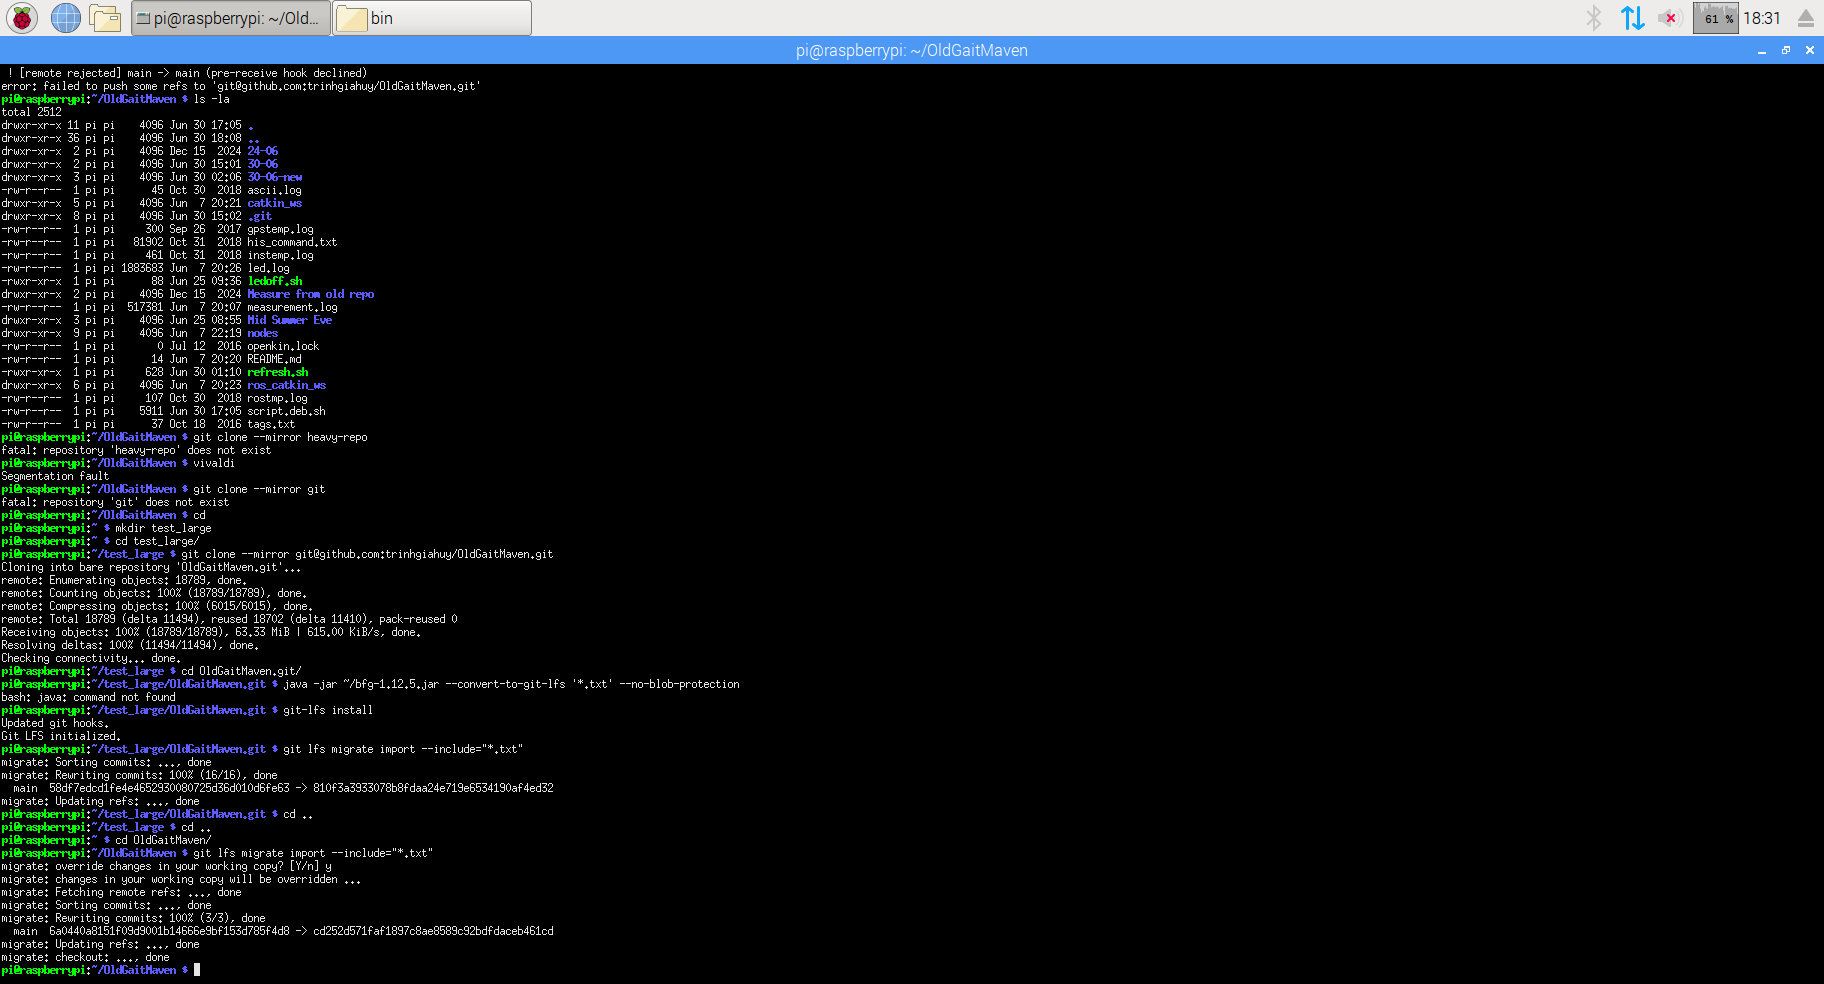 pi@raspberrypi: ~/Old...
bin
61 %
18:31
pi@raspberrypi: ~/OldGaitMaven
! [remote rejected] main -> main (pre-receive hook declined)
error: failed to push some refs to 'git@github.com:trinhgiahuy/OldGaitMaven.git'
pi@raspberrypi:~/OldGaitMaven $ ls -la
total 2512
drwxr-xr-x 11 pi pi    4096 Jun 30 17:05 .
drwxr-xr-x 36 pi pi    4096 Jun 30 18:08 ..
drwxr-xr-x  2 pi pi    4096 Dec 15  2024 24-06
drwxr-xr-x  2 pi pi    4096 Jun 30 15:01 30-06
drwxr-xr-x  3 pi pi    4096 Jun 30 02:06 30-06-new
-rw-r--r--  1 pi pi      45 Oct 30  2018 ascii.log
drwxr-xr-x  5 pi pi    4096 Jun  7 20:21 catkin_ws
drwxr-xr-x  8 pi pi    4096 Jun 30 15:02 .git
-rw-r--r--  1 pi pi     300 Sep 26  2017 gpstemp.log
-rw-r--r--  1 pi pi   81902 Oct 31  2018 his_command.txt
-rw-r--r--  1 pi pi     461 Oct 31  2018 instemp.log
-rw-r--r--  1 pi pi 1883683 Jun  7 20:26 led.log
-rwxr-xr-x  1 pi pi      88 Jun 25 09:36 ledoff.sh
drwxr-xr-x  2 pi pi    4096 Dec 15  2024 Measure from old repo
-rw-r--r--  1 pi pi  517381 Jun  7 20:07 measurement.log
drwxr-xr-x  3 pi pi    4096 Jun 25 08:55 Mid Summer Eve
drwxr-xr-x  9 pi pi    4096 Jun  7 22:19 nodes
-rw-r--r--  1 pi pi       0 Jul 12  2016 openkin.lock
-rw-r--r--  1 pi pi      14 Jun  7 20:20 README.md
-rwxr-xr-x  1 pi pi     628 Jun 30 01:10 refresh.sh
drwxr-xr-x  6 pi pi    4096 Jun  7 20:23 ros_catkin_ws
-rw-r--r--  1 pi pi     107 Oct 30  2018 rostmp.log
-rw-r--r--  1 pi pi    5911 Jun 30 17:05 script.deb.sh
-rw-r--r--  1 pi pi      37 Oct 18  2016 tags.txt
pi@raspberrypi:~/OldGaitMaven $ git clone --mirror heavy-repo
fatal: repository 'heavy-repo' does not exist
pi@raspberrypi:~/OldGaitMaven $ vivaldi
Segmentation fault
pi@raspberrypi:~/OldGaitMaven $ git clone --mirror git
fatal: repository 'git' does not exist
pi@raspberrypi:~/OldGaitMaven $ cd
pi@raspberrypi:~ $ mkdir test_large
pi@raspberrypi:~ $ cd test_large/
pi@raspberrypi:~/test_large $ git clone --mirror git@github.com:trinhgiahuy/OldGaitMaven.git
Cloning into bare repository 'OldGaitMaven.git'...
remote: Enumerating objects: 18789, done.
remote: Counting objects: 100% (18789/18789), done.
remote: Compressing objects: 100% (6015/6015), done.
remote: Total 18789 (delta 11494), reused 18702 (delta 11410), pack-reused 0
Receiving objects: 100% (18789/18789), 63.33 MiB | 615.00 KiB/s, done.
Resolving deltas: 100% (11494/11494), done.
Checking connectivity... done.
pi@raspberrypi:~/test_large $ cd OldGaitMaven.git/
pi@raspberrypi:~/test_large/OldGaitMaven.git $ java -jar ~/bfg-1.12.5.jar --convert-to-git-lfs '*.txt' --no-blob-protection
bash: java: command not found
pi@raspberrypi:~/test_large/OldGaitMaven.git $ git-lfs install
Updated git hooks.
Git LFS initialized.
pi@raspberrypi:~/test_large/OldGaitMaven.git $ git lfs migrate import --include="*.txt"
migrate: Sorting commits: ..., done
migrate: Rewriting commits: 100% (16/16), done
  main  58df7edcd1fe4e4652930080725d36d010d6fe63 -> 810f3a3933078b8fdaa24e719e6534190af4ed32
migrate: Updating refs: ..., done
pi@raspberrypi:~/test_large/OldGaitMaven.git $ cd ..
pi@raspberrypi:~/test_large $ cd ..
pi@raspberrypi:~ $ cd OldGaitMaven/
pi@raspberrypi:~/OldGaitMaven $ git lfs migrate import --include="*.txt"
migrate: override changes in your working copy? [Y/n] y
migrate: changes in your working copy will be overridden ...
migrate: Fetching remote refs: ..., done
migrate: Sorting commits: ..., done
migrate: Rewriting commits: 100% (3/3), done
  main  6a0440a8151f09d9001b14666e9bf153d785f4d8 -> cd252d571faf1897c8ae8589c92bdfdaceb461cd
migrate: Updating refs: ..., done
migrate: checkout: ..., done
pi@raspberrypi:~/OldGaitMaven $